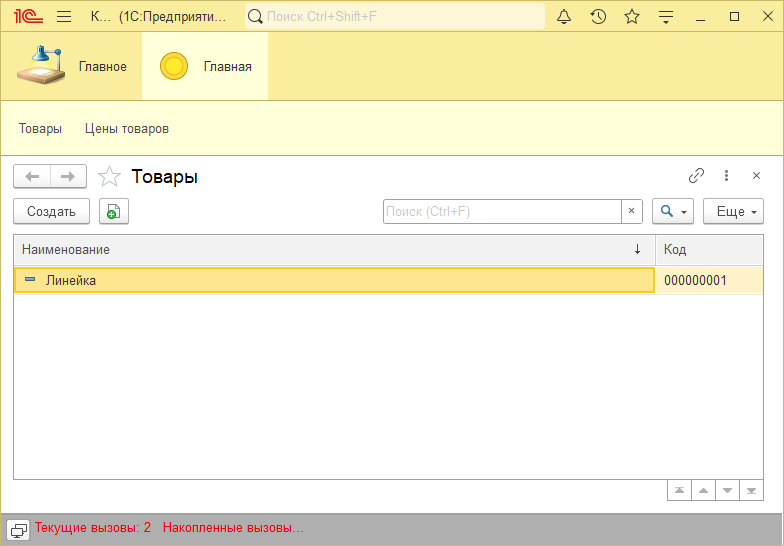 1С К... (1С:Предприяти... Поиск Ctrl+Shift+F
Главное Главная
Товары Цены товаров
Товары
Создать Поиск (Ctrl+F) × Еще
Наименование ↓ Код
Линейка 000000001
Текущие вызовы: 2 Накопленные вызовы...